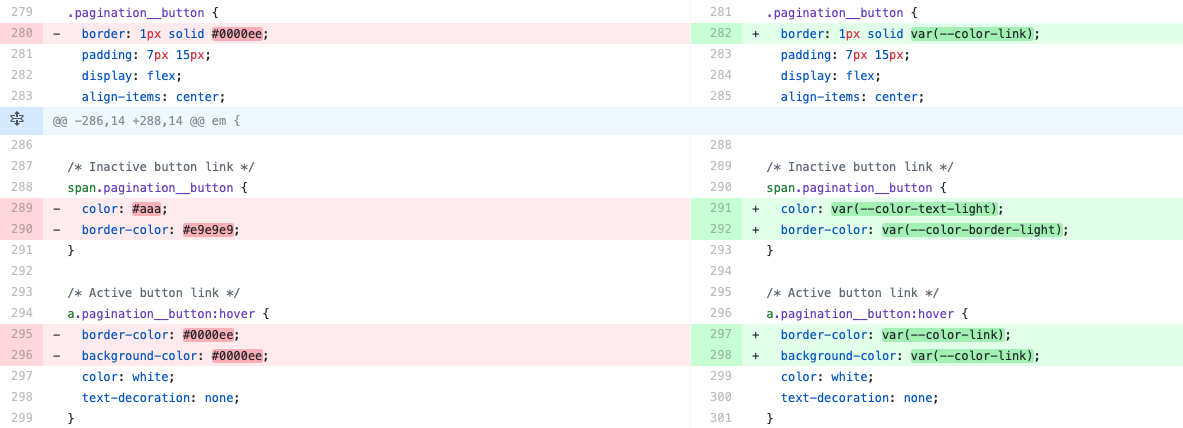 279 .pagination__button {
280 - border: 1px solid #0000ee;
281 padding: 7px 15px;
282 display: flex;
283 align-items: center;
@@ -286,14 +288,14 @@ em {
286
287 /* Inactive button link */
288 span.pagination__button {
289 - color: #aaa;
290 - border-color: #e9e9e9;
291 }
292
293 /* Active button link */
294 a.pagination__button:hover {
295 - border-color: #0000ee;
296 - background-color: #0000ee;
297 color: white;
298 text-decoration: none;
299 }
281 .pagination__button {
282 + border: 1px solid var(--color-link);
283 padding: 7px 15px;
284 display: flex;
285 align-items: center;
288
289 /* Inactive button link */
290 span.pagination__button {
291 + color: var(--color-text-light);
292 + border-color: var(--color-border-light);
293 }
294
295 /* Active button link */
296 a.pagination__button:hover {
297 + border-color: var(--color-link);
298 + background-color: var(--color-link);
299 color: white;
300 text-decoration: none;
301 }